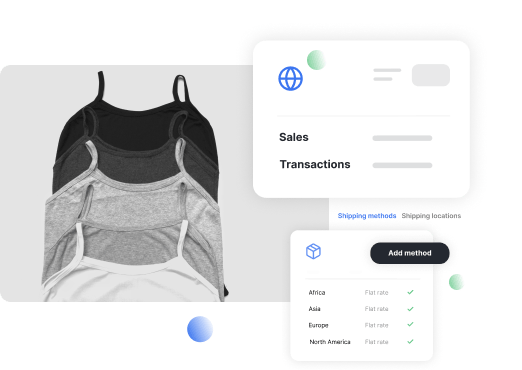 Sales
Transactions
Shipping methods Shipping locations
Add method
Africa Flat rate
Asia Flat rate
Europe Flat rate
North America Flat rate